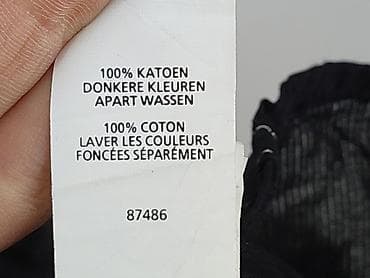 100% KATOEN
DONKERE KLEUREN
APART WASSEN
100% COTON
LAVER LES COULEURS
FONCÉES SÉPARÉMENT
87486